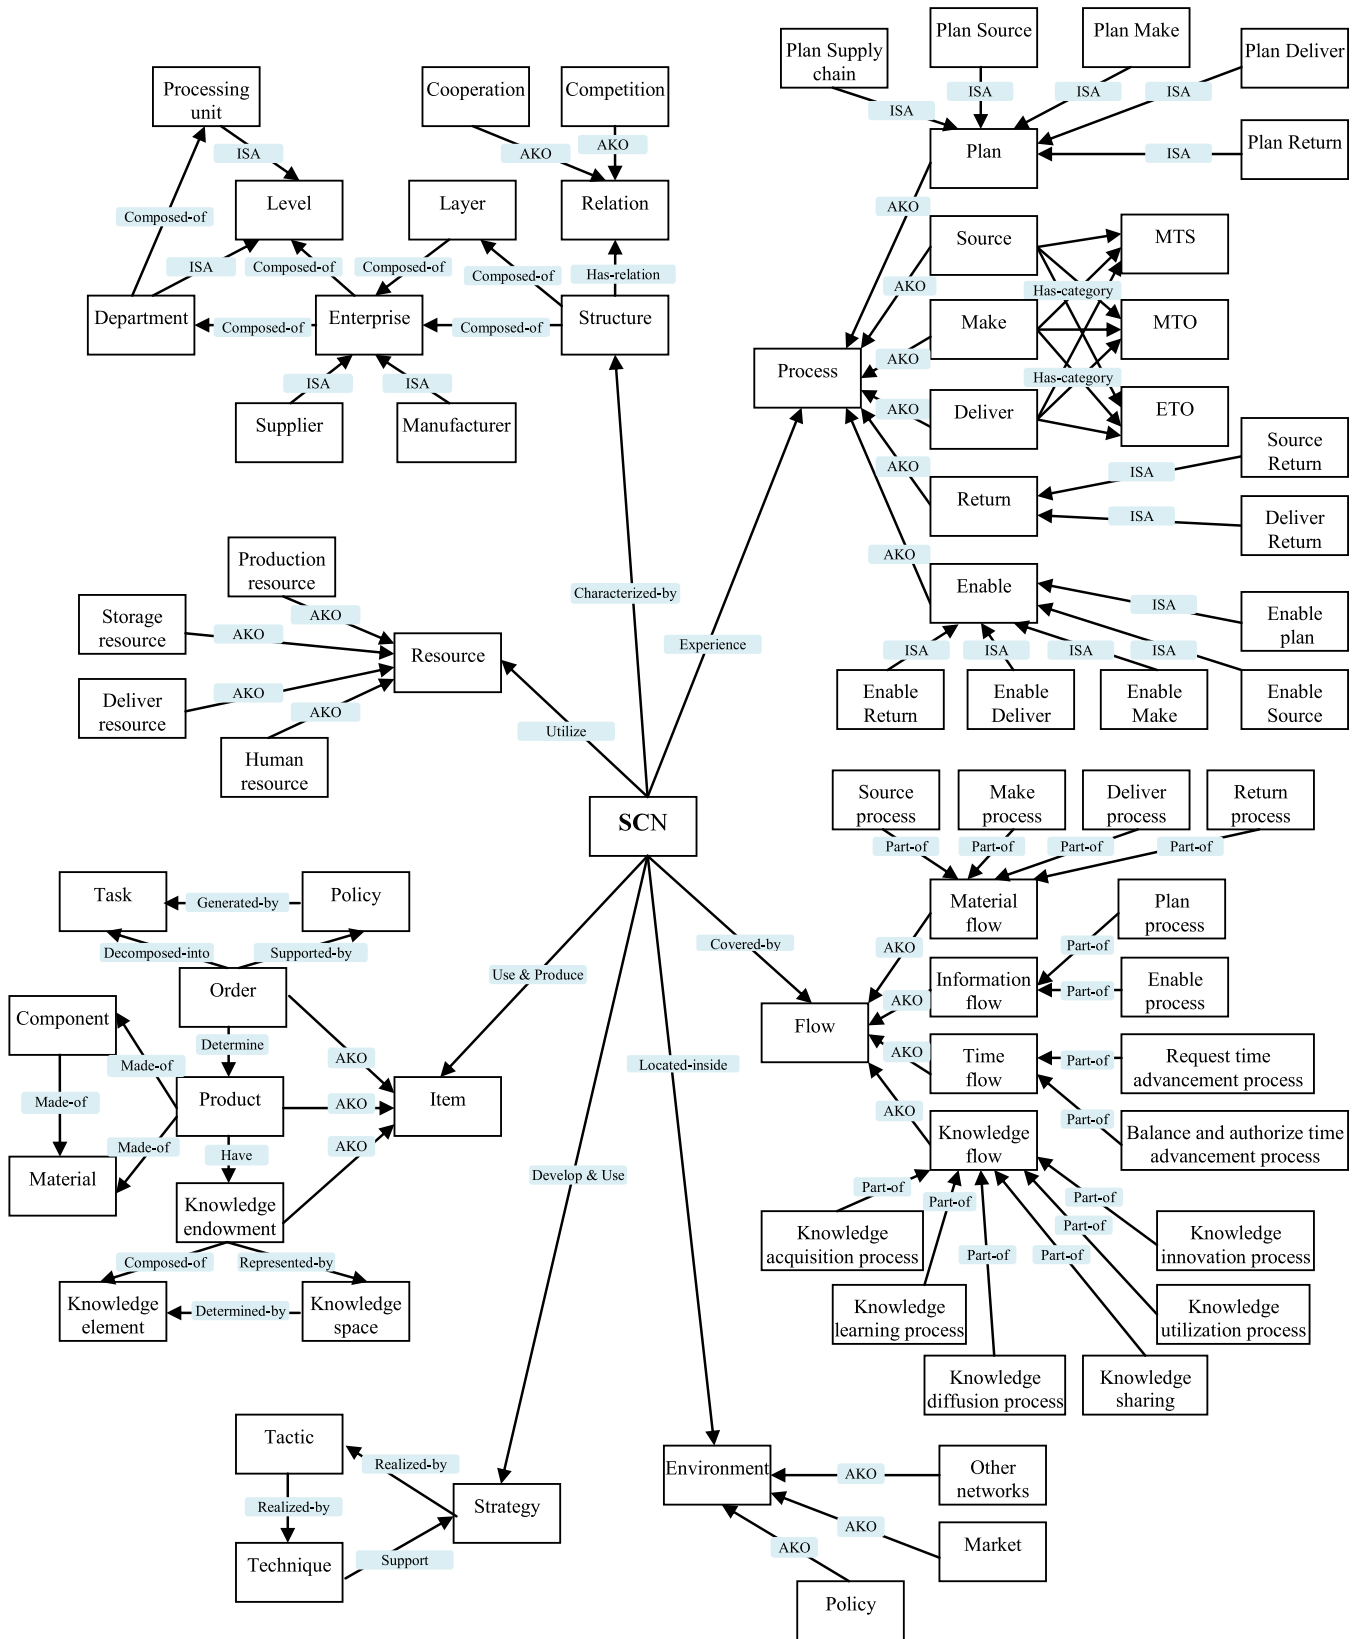 Plan Source
Plan Make
Plan Supply
chain
Plan Deliver
Processing
unit
Cooperation
Competition
ISA
ISA
ISA
ISA
Plan
Plan Return
ISA
ISA
AKO
AKO
Level
Layer
Relation
Composed-of
AKO
Source
MTS
ISA
Composed-of
Composed-of
Composed-of
Has-relation
AKO
Has-category
Department
Composed-of
Enterprise
Composed-of
Structure
Make
MTO
ISA
ISA
Process
AKO
Has-category
Supplier
Manufacturer
AKO
Deliver
ETO
Source
Return
AKO
ISA
Return
ISA
Deliver
Return
Production
resource
AKO
Enable
Characterized-by
Storage
resource
AKO
AKO
ISA
Enable
plan
Resource
Experience
ISA
ISA
ISA
ISA
Deliver
resource
AKO
AKO
Enable
Return
Enable
Deliver
Enable
Make
Enable
Source
Utilize
Human
resource
SCN
Source
process
Make
process
Deliver
process
Return
process
Part-of
Part-of
Part-of
Part-of
Task
Generated-by
Policy
Material
flow
Plan
process
Decomposed-into
Supported-by
Covered-by
AKO
Part-of
Order
Use & Produce
Information
flow
Part-of
Enable
process
Component
AKO
Flow
Determine
Made-of
AKO
Located-inside
AKO
Time
flow
Part-of
Request time
advancement process
Made-of
Product
AKO
Item
AKO
Part-of
Made-of
Have
AKO
Knowledge
flow
Balance and authorize time
advancement process
Material
Develop & Use
Knowledge
endowment
Part-of
Part-of
Part-of
Part-of
Knowledge
acquisition process
Knowledge
innovation process
Composed-of
Represented-by
Part-of
Part-of
Knowledge
element
Determined-by
Knowledge
space
Knowledge
learning process
Knowledge
utilization process
Knowledge
diffusion process
Knowledge
sharing
Tactic
Realized-by
Environment
AKO
Other
networks
Realized-by
Strategy
AKO
Market
Technique
Support
AKO
Policy